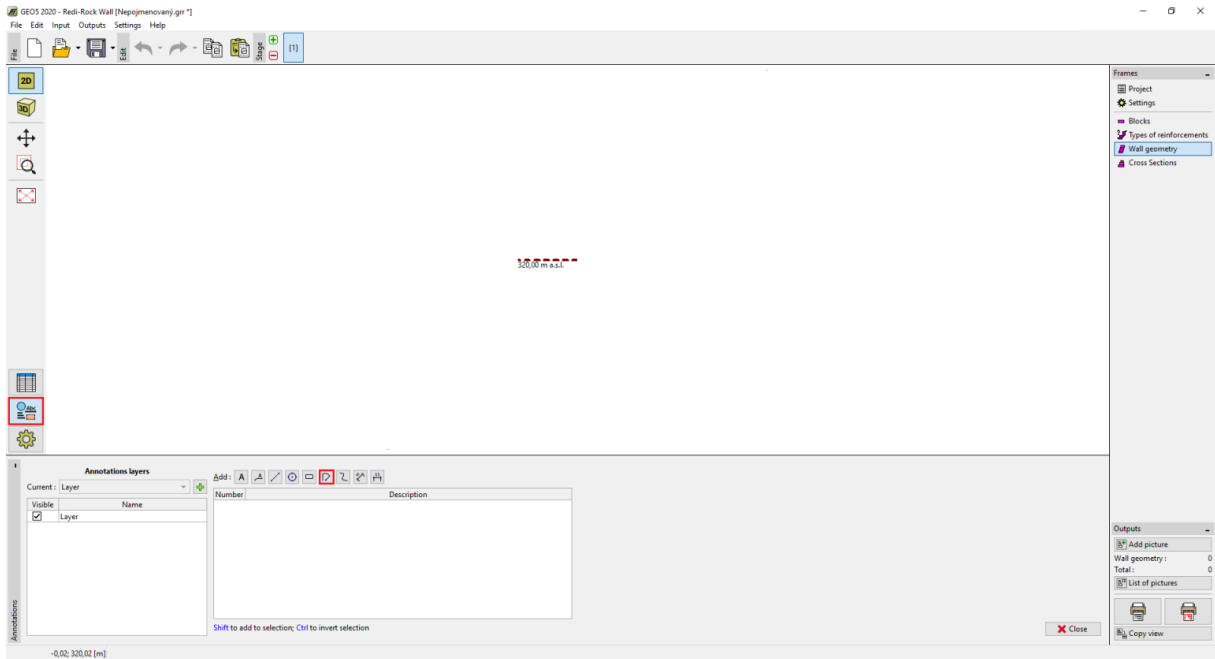 GEO5 2020 - Redi-Rock Wall [Nepojmenovaný.grr *]
File Edit Input Outputs Settings Help
File
Edit
Stage
[1]
2D
3D
320,00 m a.s.l.
Abc
Frames
Project
Settings
Blocks
Types of reinforcements
Wall geometry
Cross Sections
Annotations
Annotations layers
Current : Layer
Visible Name
Layer
Add : A
Number Description
Shift to add to selection; Ctrl to invert selection
Close
Outputs
Add picture
Wall geometry : 0
Total : 0
List of pictures
Copy view
-0,02; 320,02 [m]